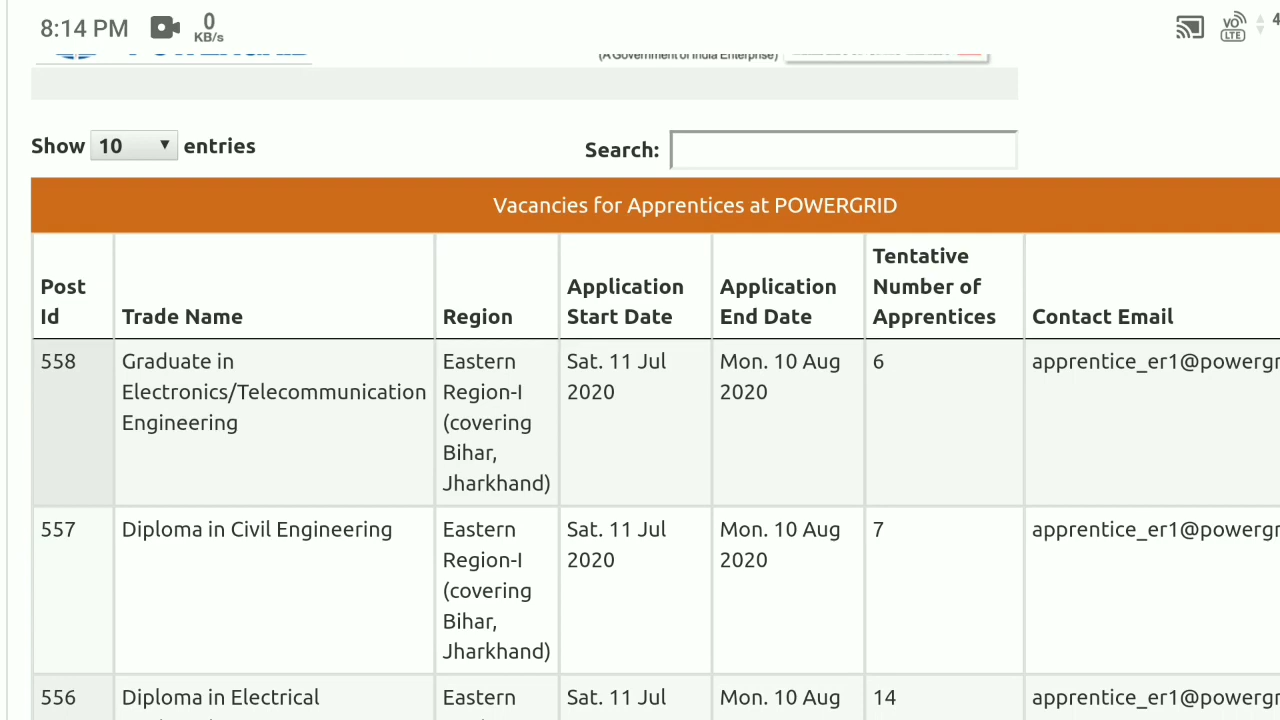 8:14 PM 0 KB/s VO LTE 4
(A Government of India Enterprise)
Show 10 entries Search:
Vacancies for Apprentices at POWERGRID
Post Id Trade Name Region Application Start Date Application End Date Tentative Number of Apprentices Contact Email
558 Graduate in Electronics/Telecommunication Engineering Eastern Region-I (covering Bihar, Jharkhand) Sat. 11 Jul 2020 Mon. 10 Aug 2020 6 apprentice_er1@powergr
557 Diploma in Civil Engineering Eastern Region-I (covering Bihar, Jharkhand) Sat. 11 Jul 2020 Mon. 10 Aug 2020 7 apprentice_er1@powergr
556 Diploma in Electrical Eastern Sat. 11 Jul Mon. 10 Aug 14 apprentice_er1@powergr